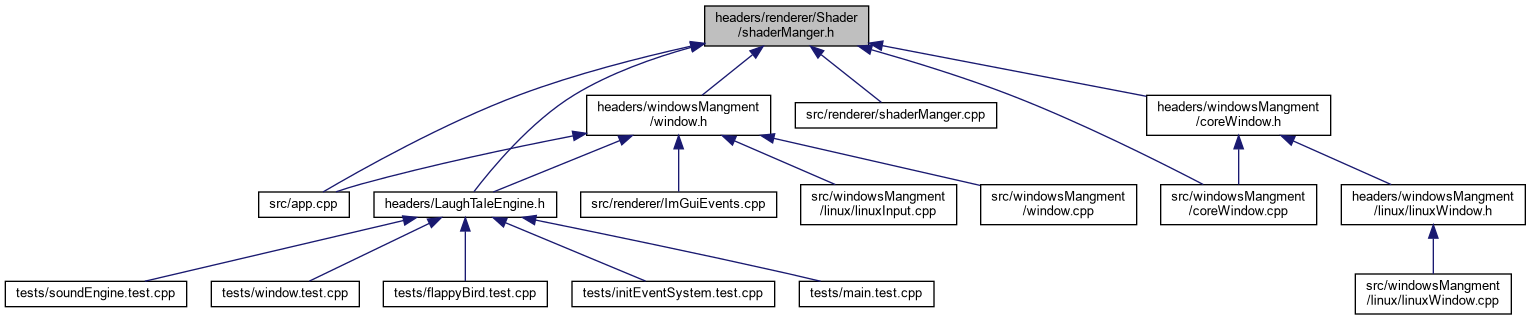 headers/renderer/Shader
/shaderManger.h
headers/windowsMangment
/window.h
src/renderer/shaderManger.cpp
headers/windowsMangment
/coreWindow.h
src/app.cpp
headers/LaughTaleEngine.h
src/renderer/ImGuiEvents.cpp
src/windowsMangment
/linux/linuxInput.cpp
src/windowsMangment
/window.cpp
src/windowsMangment
/coreWindow.cpp
headers/windowsMangment
/linux/linuxWindow.h
tests/soundEngine.test.cpp
tests/window.test.cpp
tests/flappyBird.test.cpp
tests/initEventSystem.test.cpp
tests/main.test.cpp
src/windowsMangment
/linux/linuxWindow.cpp